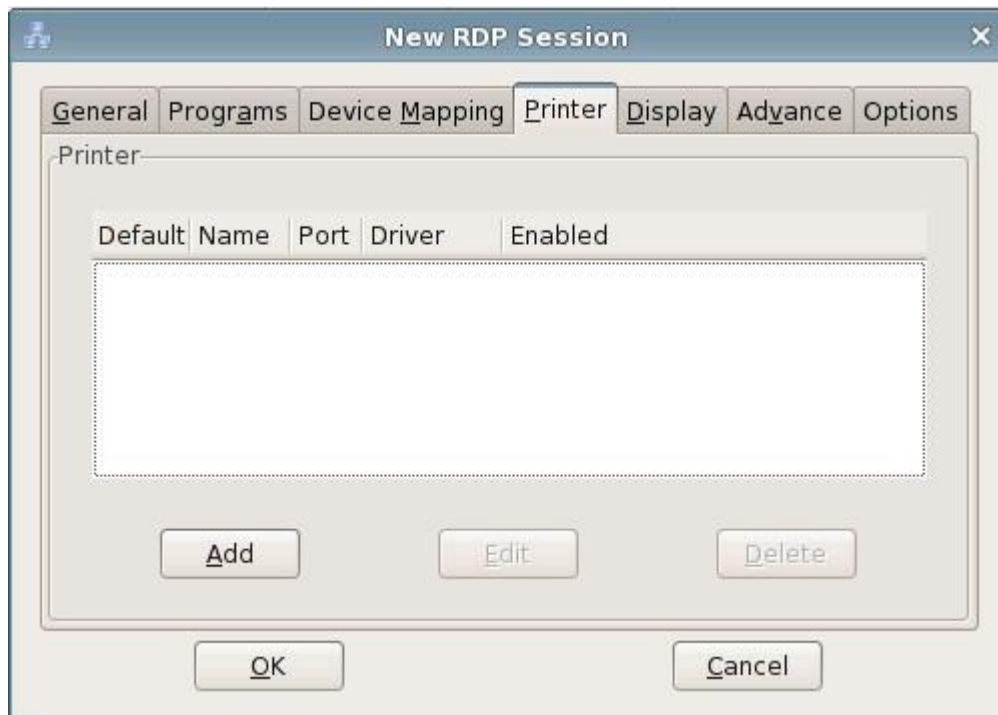 New RDP Session
General Programs Device Mapping Printer Display Advance Options
Printer
Default Name Port Driver Enabled
Add Edit Delete
OK Cancel